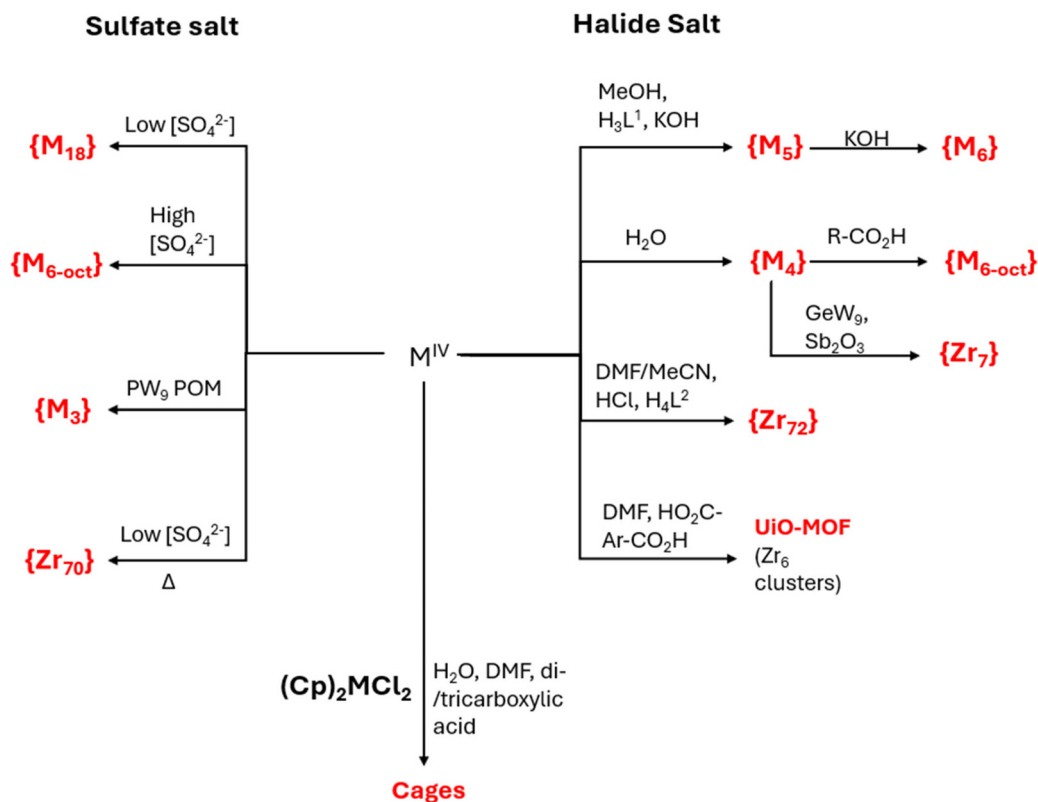 Sulfate salt
Halide Salt
Low [SO₄²⁻]
{M₁₈}
High
[SO₄²⁻]
{M₆₋ₒcₜ}
PW₉ POM
{M₃}
Low [SO₄²⁻]
Δ
{Zr₇₀}
M^IV
MeOH,
H₃L¹, KOH
{M₅}
KOH
{M₆}
H₂O
{M₄}
R-CO₂H
{M₆₋ₒcₜ}
GeW₉,
Sb₂O₃
{Zr₇}
DMF/MeCN,
HCl, H₄L²
{Zr₇₂}
DMF, HO₂C-
Ar-CO₂H
UiO-MOF
(Zr₆
clusters)
(Cp)₂MCl₂
H₂O, DMF, di-
/tricarboxylic
acid
Cages